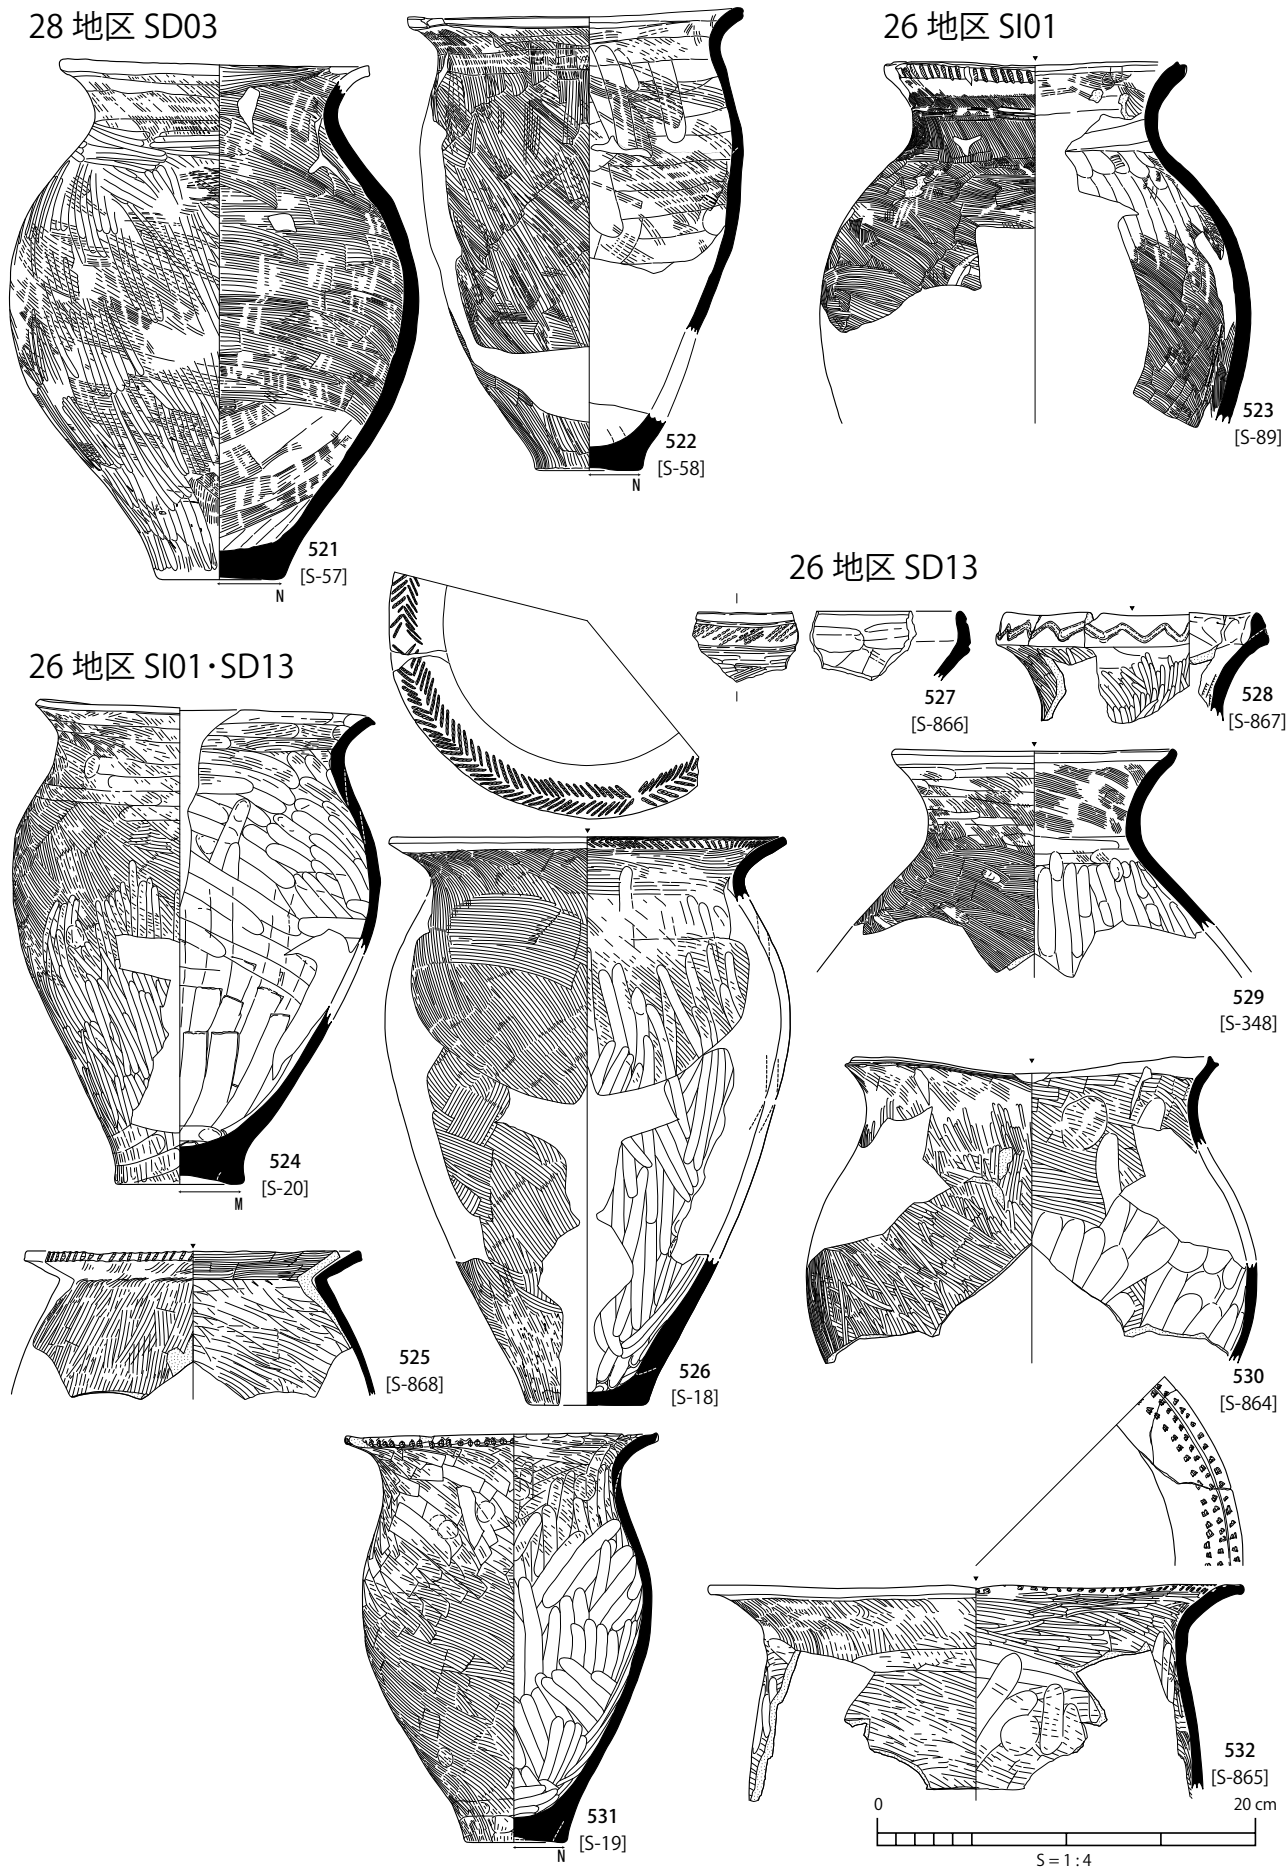 28 地区 SD03
521
[S-57]
N
522
[S-58]
N
26 地区 SI01
523
[S-89]
26 地区 SI01・SD13
524
[S-20]
M
525
[S-868]
526
[S-18]
26 地区 SD13
527
[S-866]
528
[S-867]
529
[S-348]
530
[S-864]
531
[S-19]
N
532
[S-865]
0 20 cm
S = 1 : 4